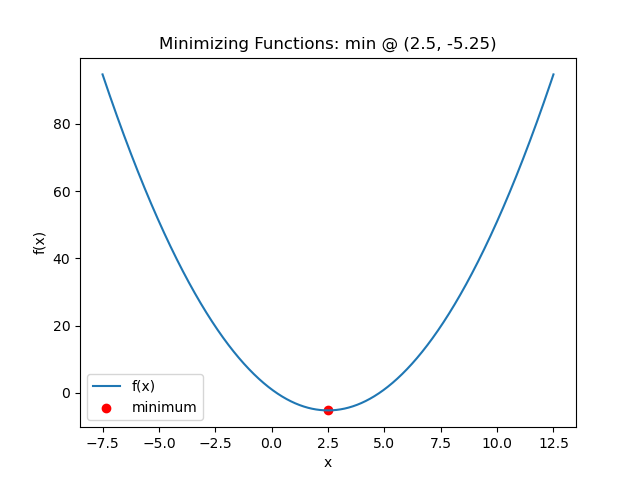 Minimizing Functions: min @ (2.5, -5.25)
80
60
40
20
0
f(x)
f(x)
minimum
−7.5 −5.0 −2.5 0.0 2.5 5.0 7.5 10.0 12.5
x